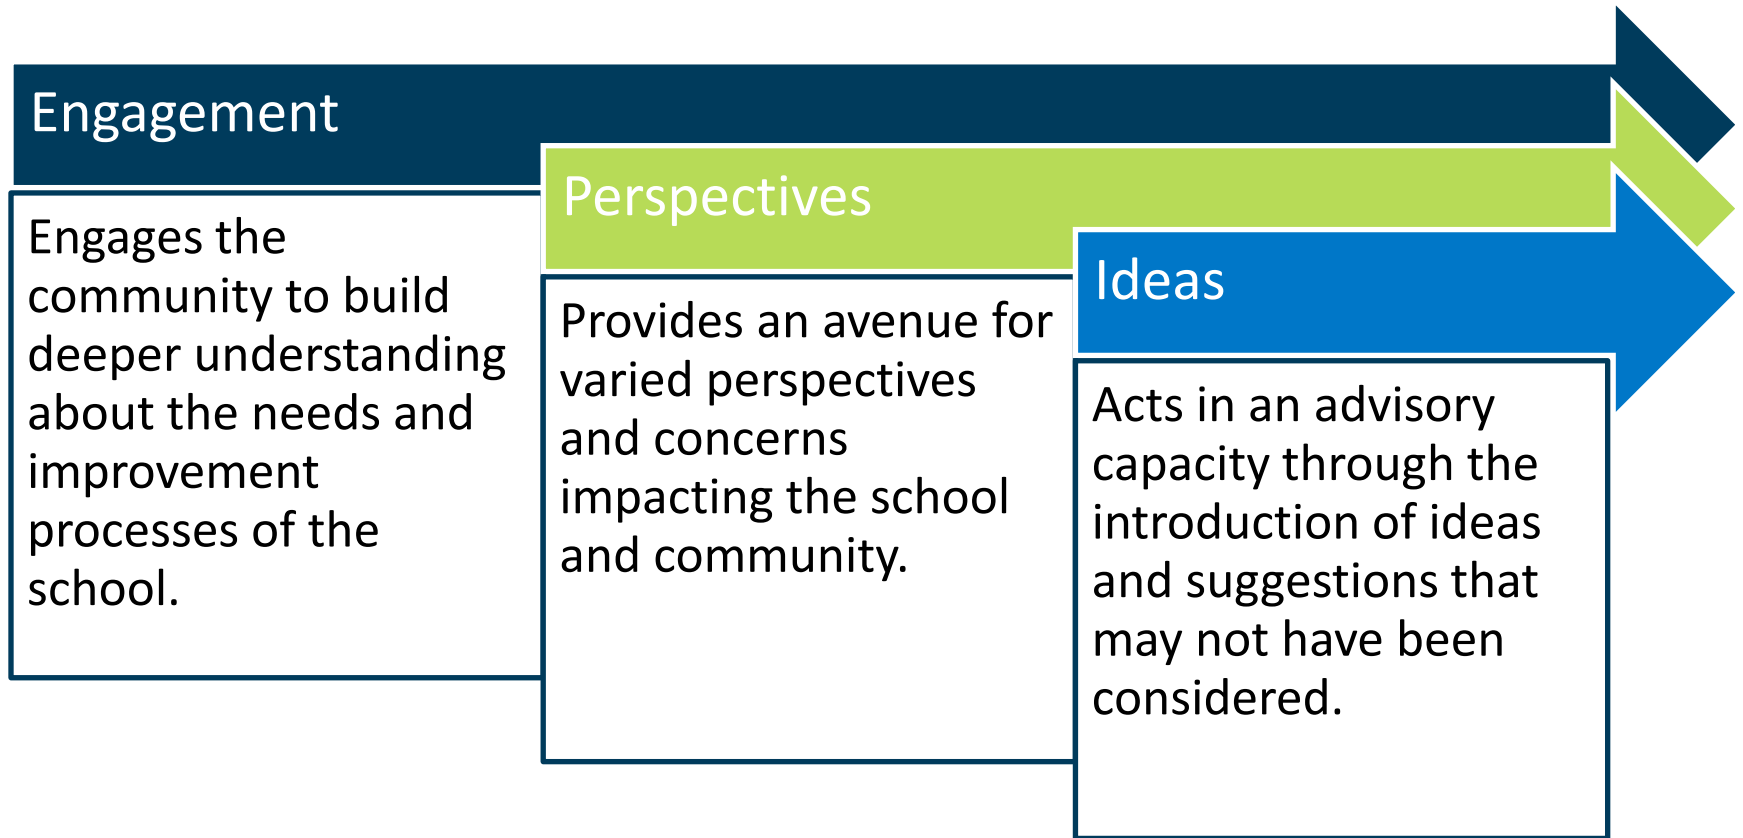 Engagement
Engages the
community to build
deeper understanding
about the needs and
improvement
processes of the
school.
Perspectives
Provides an avenue for
varied perspectives
and concerns
impacting the school
and community.
Ideas
Acts in an advisory
capacity through the
introduction of ideas
and suggestions that
may not have been
considered.